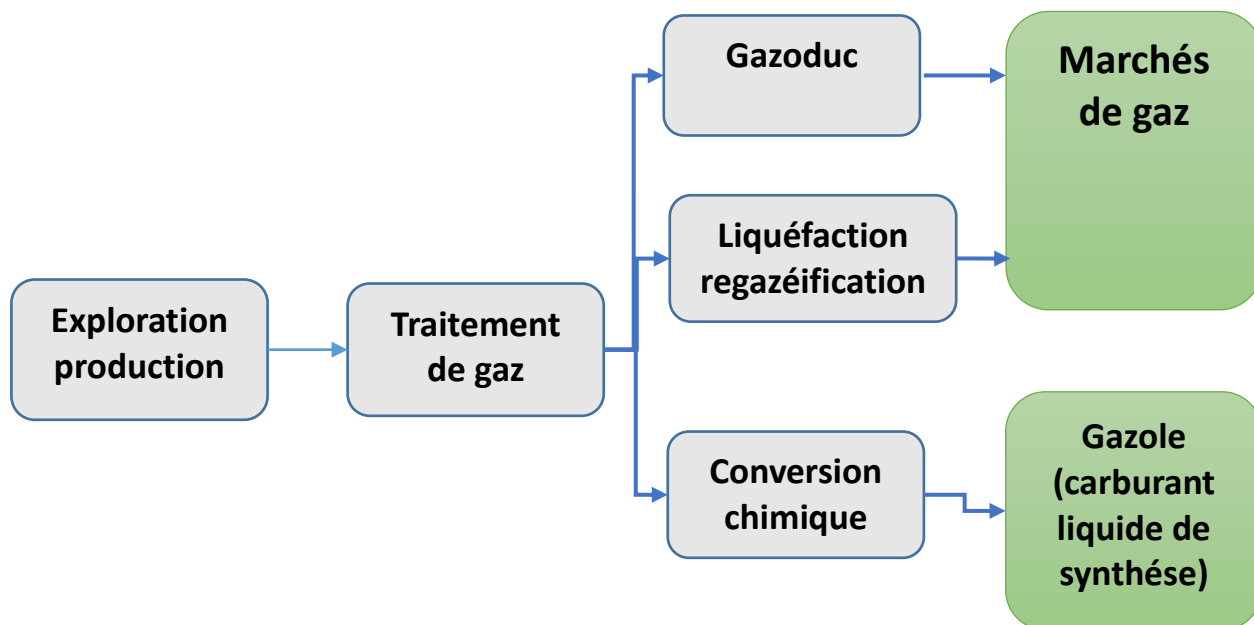 Gazoduc
Marchés
de gaz
Liquéfaction
regazéification
Exploration
production
Traitement
de gaz
Conversion
chimique
Gazole
(carburant
liquide de
synthése)